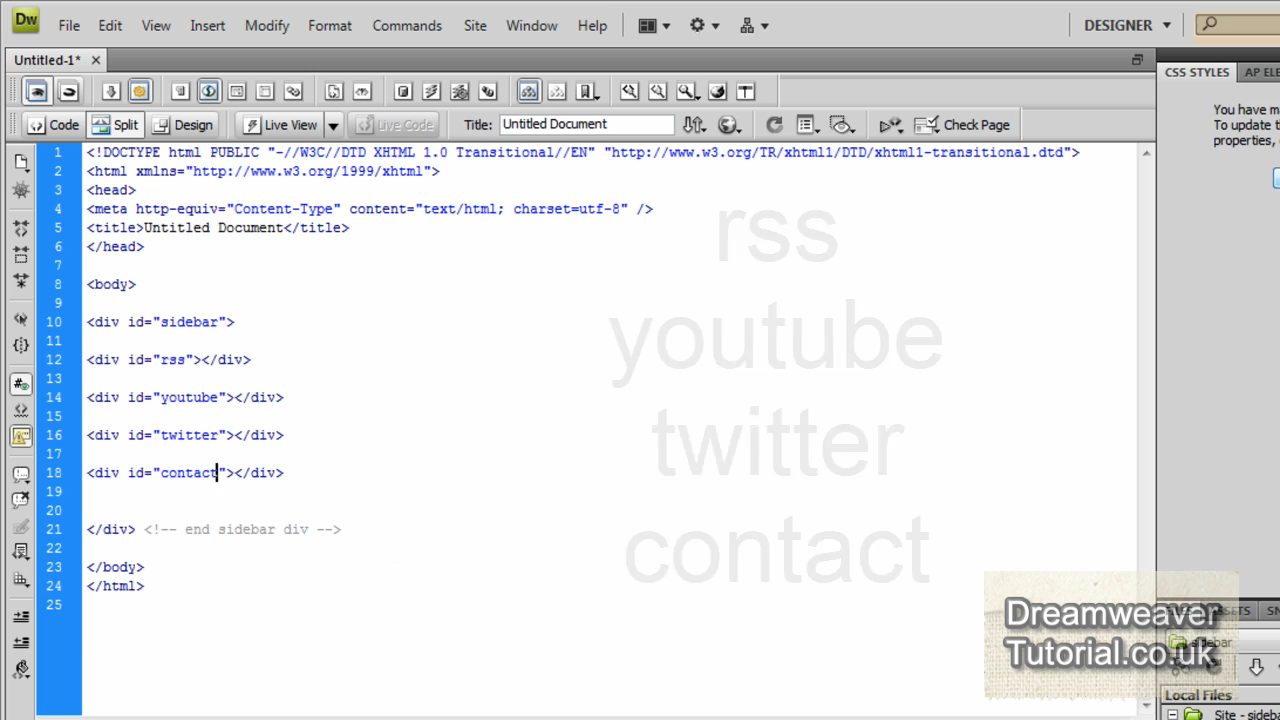 Dw File Edit View Insert Modify Format Commands Site Window Help DESIGNER
Untitled-1* CSS STYLES AP ELE
Code Split Design Live View Live Code Title: Untitled Document Check Page
You have m
To update t
properties,
1 <!DOCTYPE html PUBLIC "-//W3C//DTD XHTML 1.0 Transitional//EN" "http://www.w3.org/TR/xhtml1/DTD/xhtml1-transitional.dtd">
2 <html xmlns="http://www.w3.org/1999/xhtml">
3 <head>
4 <meta http-equiv="Content-Type" content="text/html; charset=utf-8" />
5 <title>Untitled Document</title>
6 </head>
7
8 <body>
9
10 <div id="sidebar">
11
12 <div id="rss"></div>
13
14 <div id="youtube"></div>
15
16 <div id="twitter"></div>
17
18 <div id="contact"></div>
19
20
21 </div> <!-- end sidebar div -->
22
23 </body>
24 </html>
25
rss
youtube
twitter
contact
Dreamweaver
Tutorial.co.uk
FILES ASSETS SN
sidebar
Local Files
Site - sideba